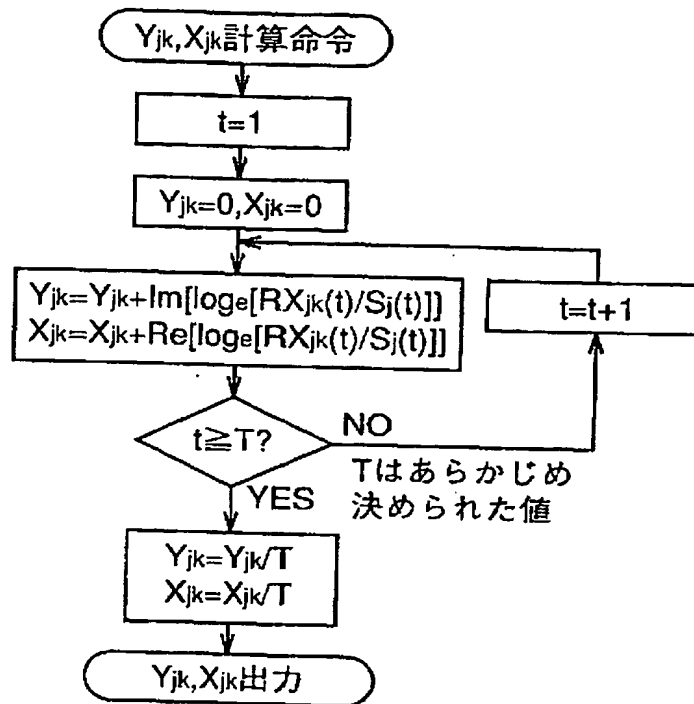 Yjk,Xjk計算命令
t=1
Yjk=0,Xjk=0
Yjk=Yjk+Im[loge[RXjk(t)/Sj(t)]]
Xjk=Xjk+Re[loge[RXjk(t)/Sj(t)]]
t=t+1
t≧T?
NO
Tはあらかじめ
決められた値
YES
Yjk=Yjk/T
Xjk=Xjk/T
Yjk,Xjk出力